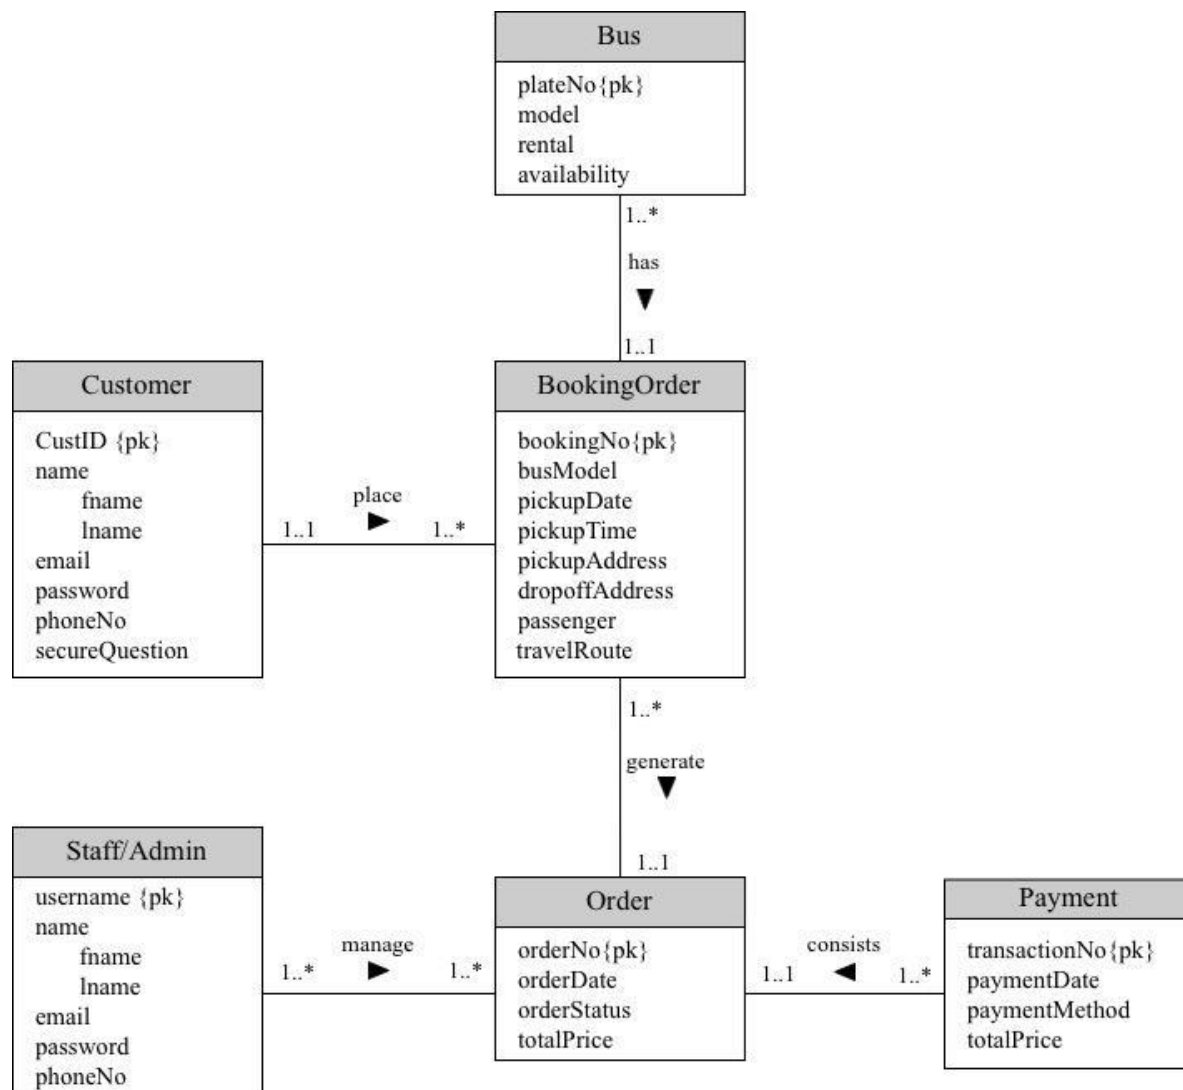 Bus
plateNo{pk}
model
rental
availability
1..*
has
1..1
Customer
CustID {pk}
name
fname
lname
email
password
phoneNo
secureQuestion
1..1
place
1..*
BookingOrder
bookingNo{pk}
busModel
pickupDate
pickupTime
pickupAddress
dropoffAddress
passenger
travelRoute
1..*
generate
1..1
Staff/Admin
username {pk}
name
fname
lname
email
password
phoneNo
1..*
manage
1..*
Order
orderNo{pk}
orderDate
orderStatus
totalPrice
1..1
consists
1..*
Payment
transactionNo{pk}
paymentDate
paymentMethod
totalPrice